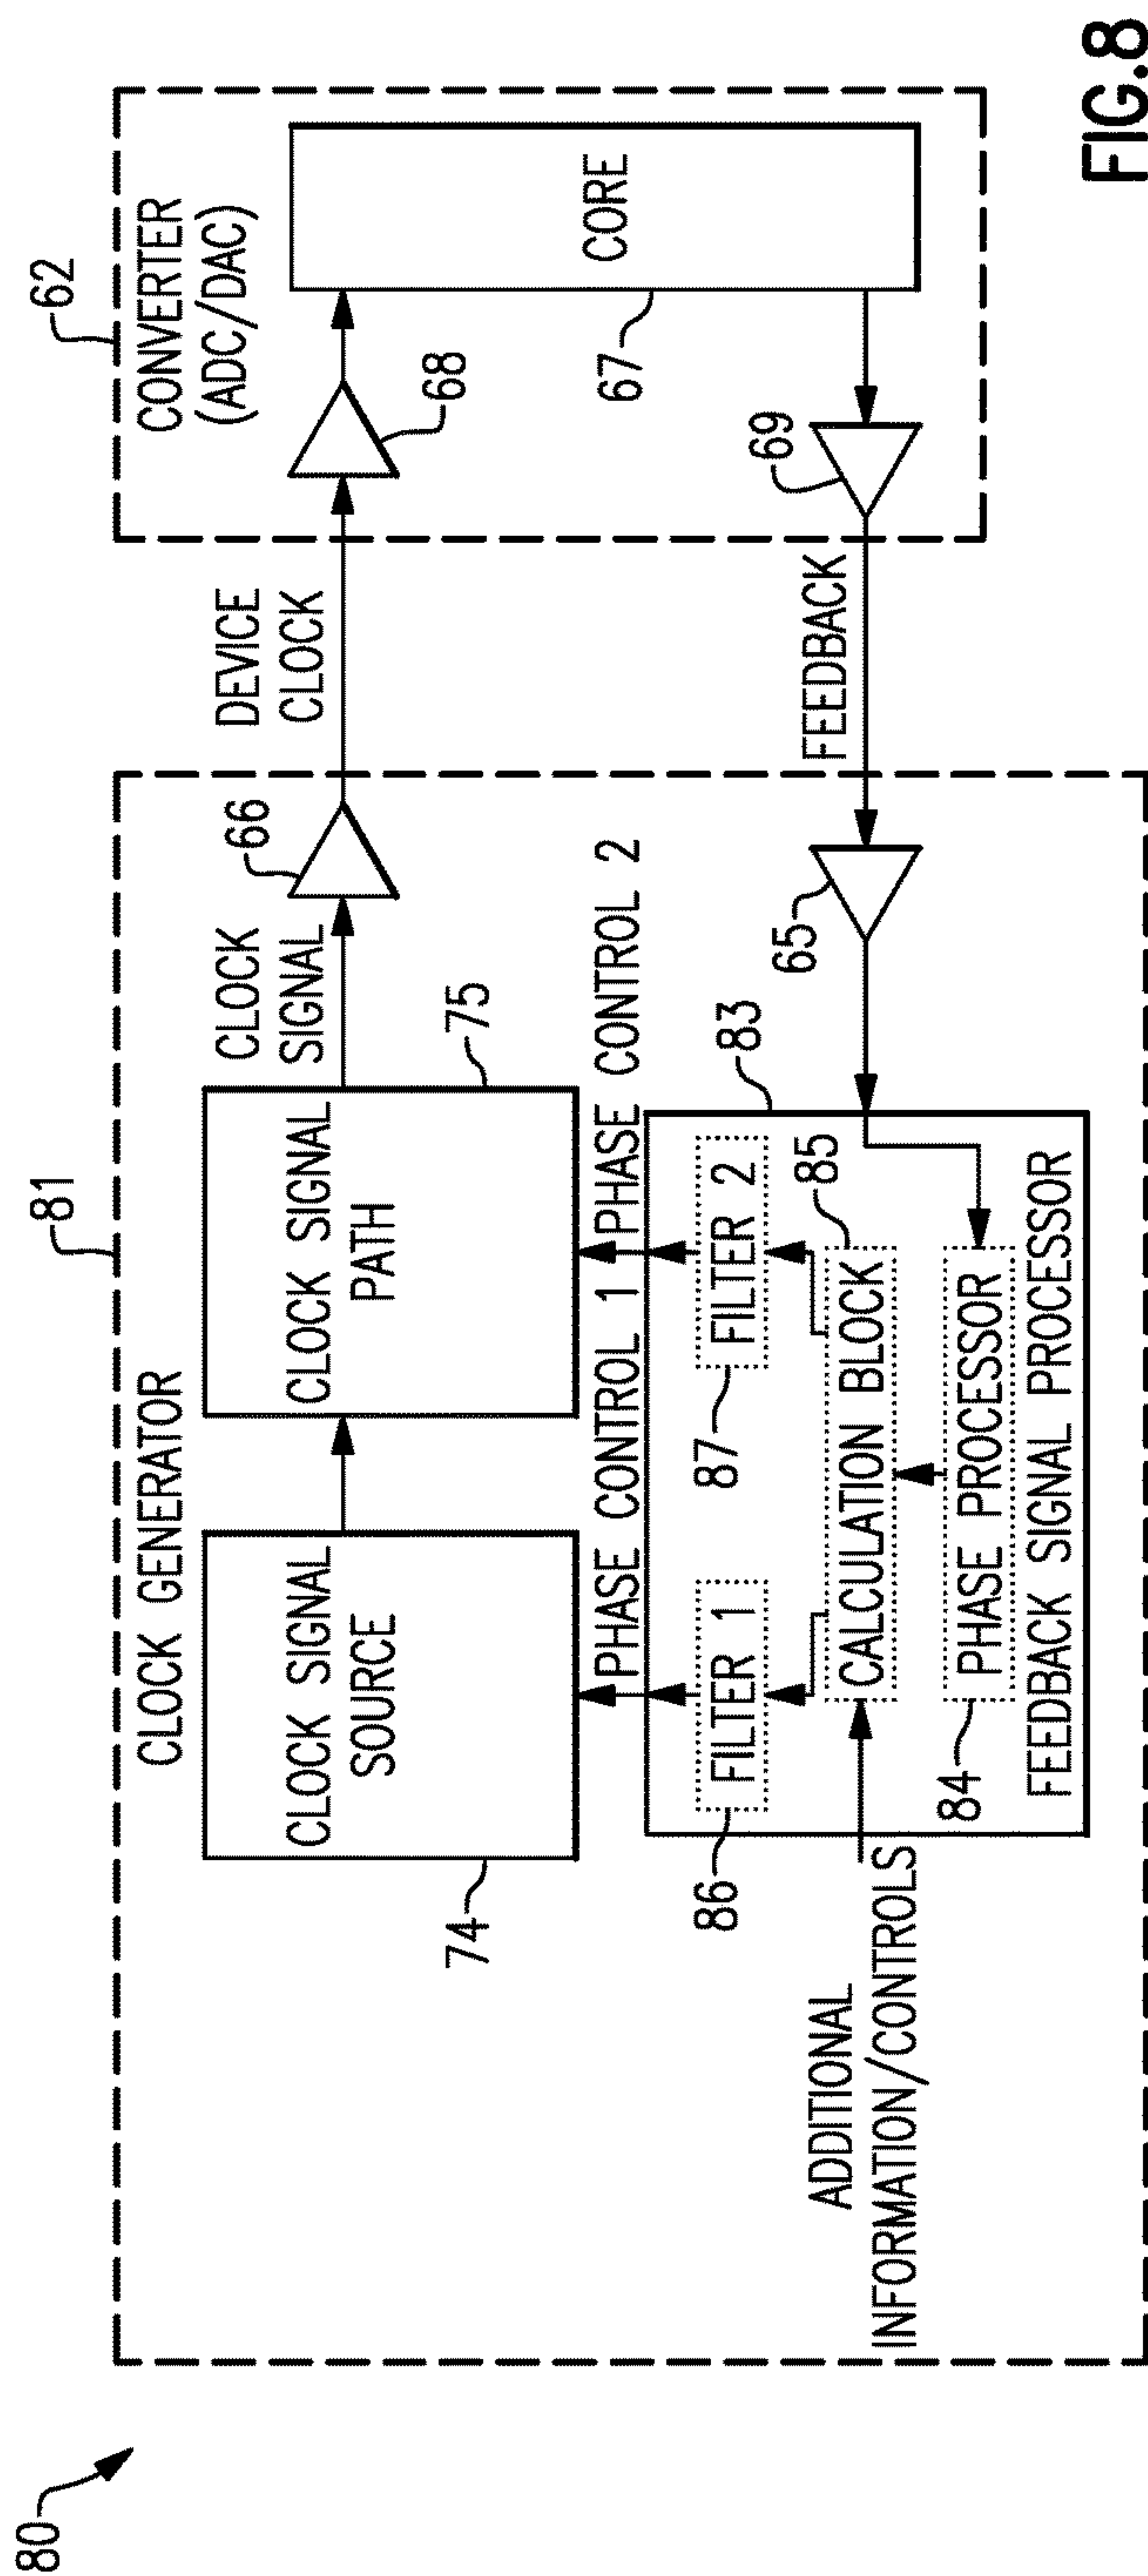 80
81
CLOCK GENERATOR
62
CONVERTER
(ADC/DAC)
CLOCK SIGNAL
SOURCE
74
CLOCK SIGNAL
PATH
75
CLOCK
SIGNAL
66
DEVICE
CLOCK
68
CORE
67
PHASE CONTROL 1
PHASE CONTROL 2
86
FILTER 1
87
FILTER 2
83
65
FEEDBACK
69
ADDITIONAL
INFORMATION/CONTROLS
CALCULATION BLOCK
85
84
PHASE PROCESSOR
FEEDBACK SIGNAL PROCESSOR
FIG.8